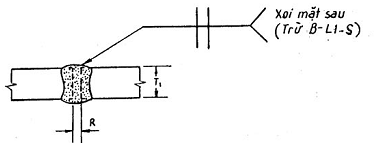 Xoi mặt sau
(Trừ B-L1-S)
T₁
R